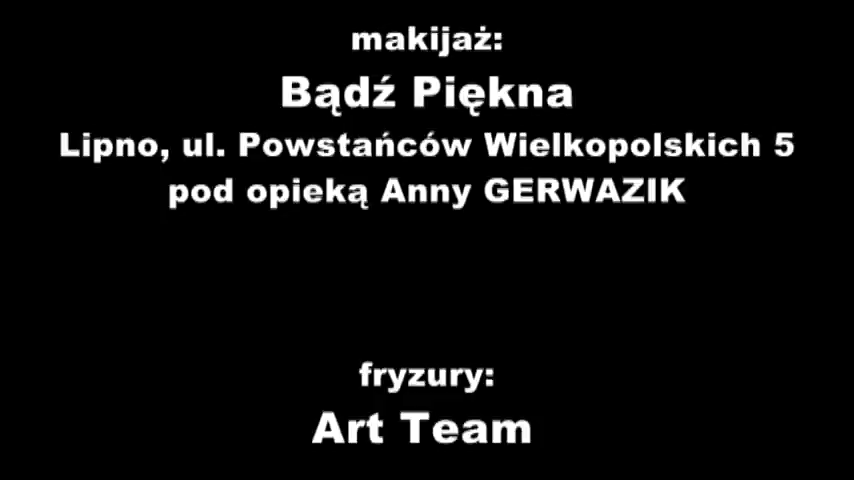 makijaż:
Bądź Piękna
Lipno, ul. Powstańców Wielkopolskich 5
pod opieką Anny GERWAZIK
fryzury:
Art Team